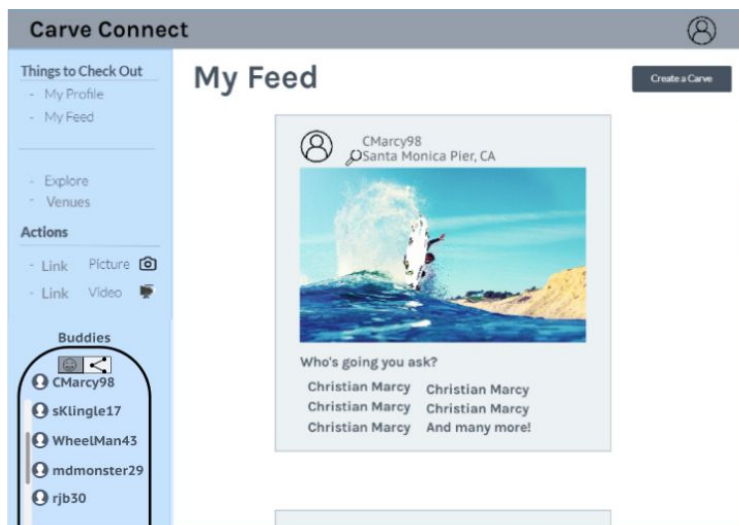 Carve Connect
Things to Check Out
- My Profile
- My Feed
- Explore
- Venues
Actions
- Link Picture
- Link Video
Buddies
CMarcy98
sKlingle17
WheelMan43
mdmonster29
rjb30
My Feed
Create a Carve
CMarcy98
Santa Monica Pier, CA
Who's going you ask?
Christian Marcy Christian Marcy
Christian Marcy Christian Marcy
Christian Marcy And many more!